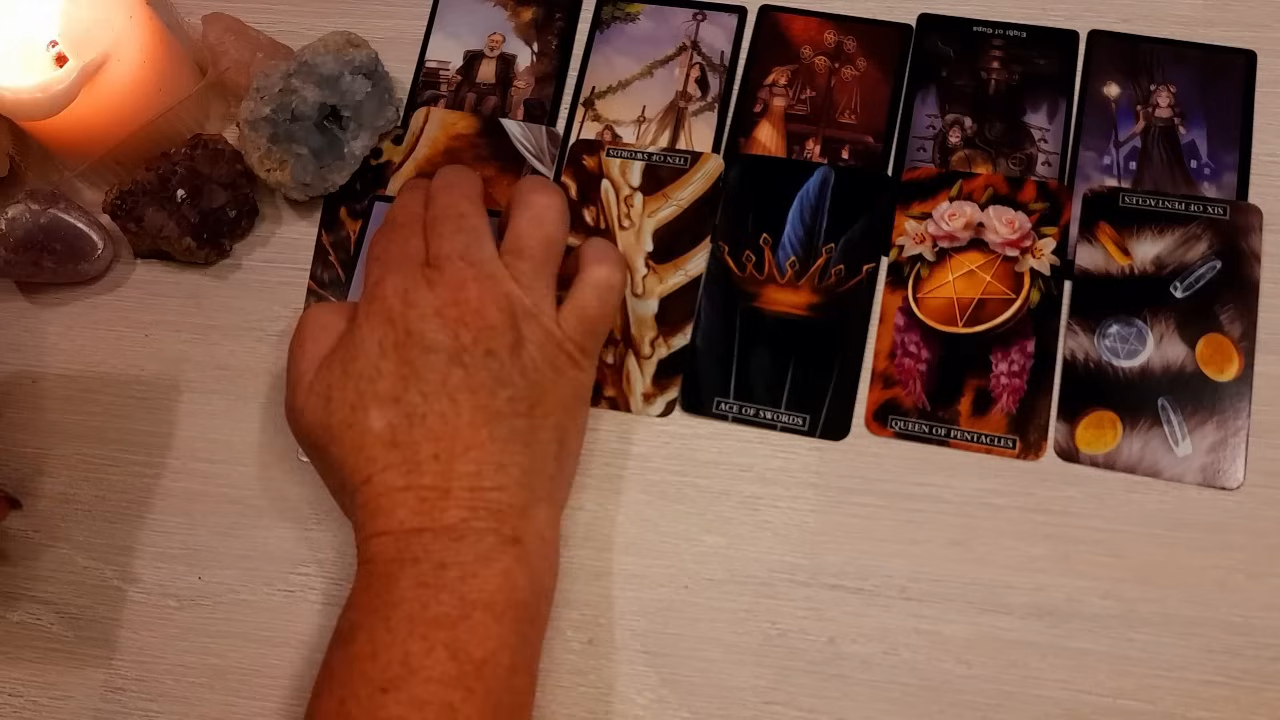 Eight of Cups
TEN OF SWORDS
SIX OF PENTACLES
ACE OF SWORDS
QUEEN OF PENTACLES